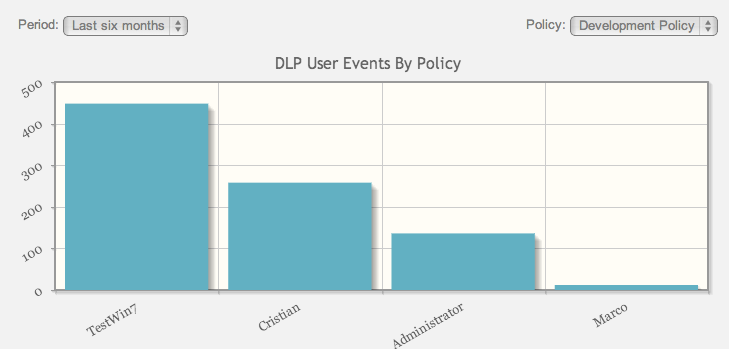 Period: Last six months
Policy: Development Policy
DLP User Events By Policy
500
400
300
200
100
0
TestWin7
Cristian
Administrator
Marco